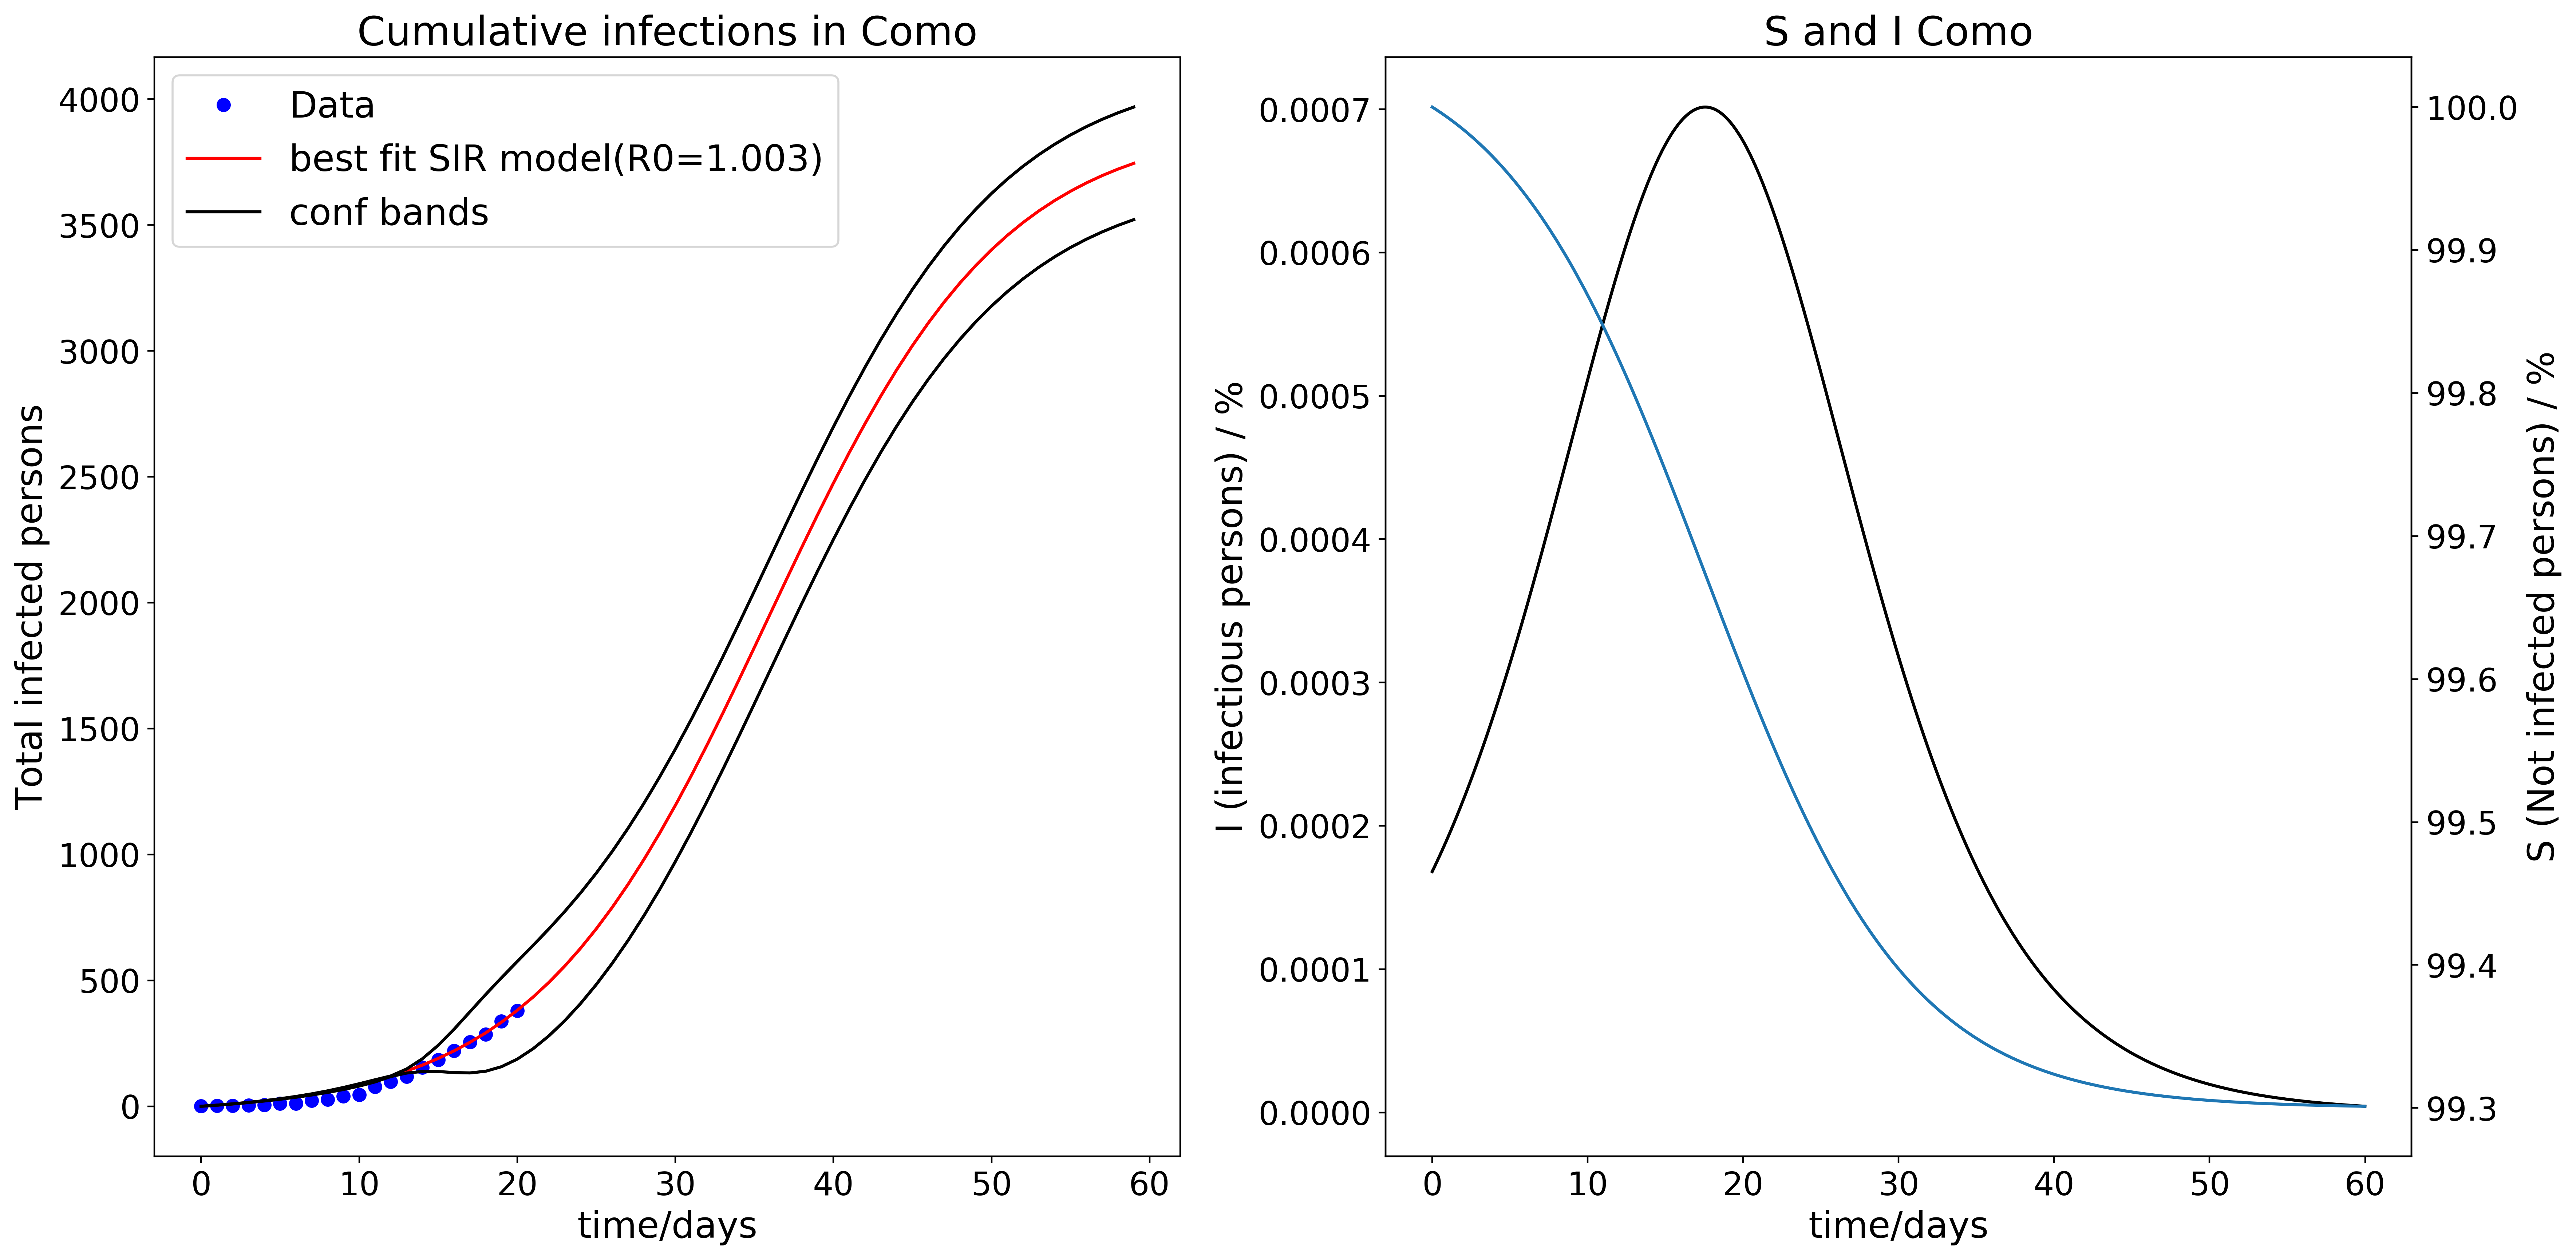 Cumulative infections in Como
Data
best fit SIR model(R0=1.003)
conf bands
Total infected persons
4000
3500
3000
2500
2000
1500
1000
500
0
0 10 20 30 40 50 60
time/days
S and I Como
I (infectious persons) / %
0.0007
0.0006
0.0005
0.0004
0.0003
0.0002
0.0001
0.0000
100.0
99.9
99.8
99.7
99.6
99.5
99.4
99.3
S (Not infected persons) / %
0 10 20 30 40 50 60
time/days